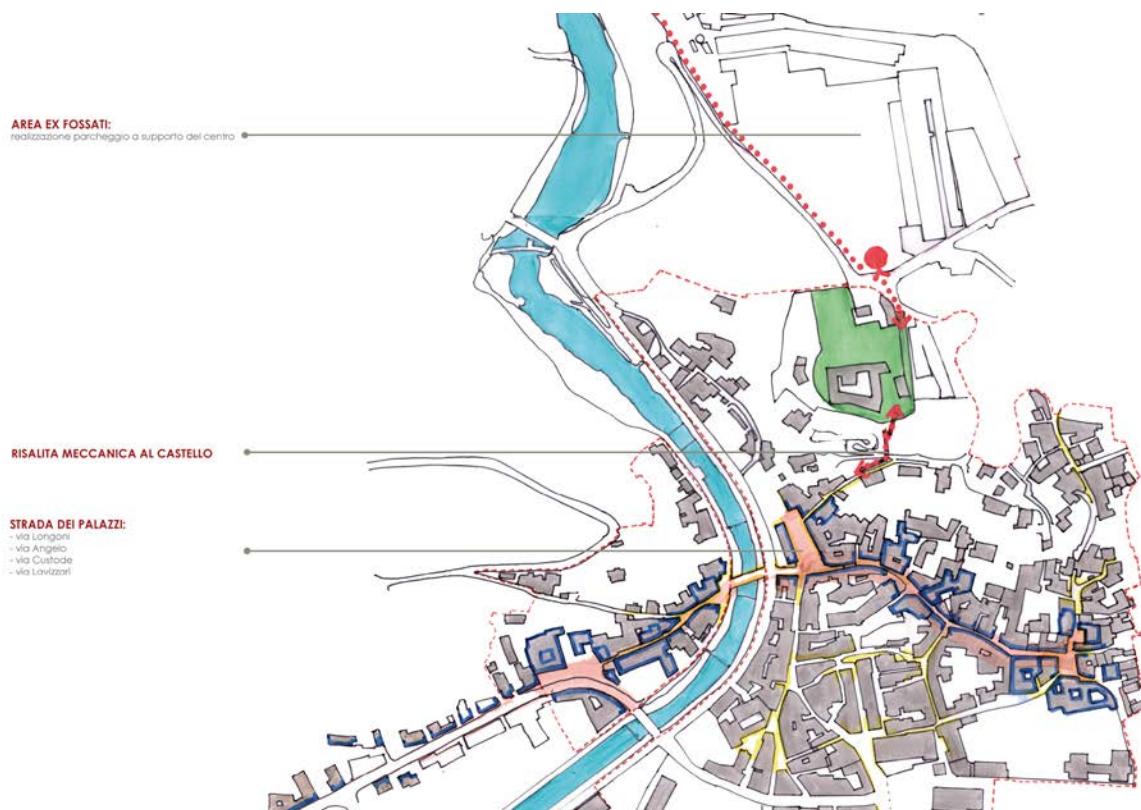 AREA EX FOSSATI:
realizzazione parcheggio a supporto del centro
RISALITA MECCANICA AL CASTELLO
STRADA DEI PALAZZI:
- via Longoni
- via Angelo
- via Custode
- via Lavizzari